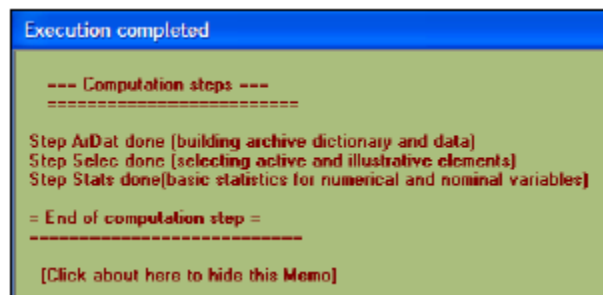 Execution completed
--- Computation steps ---
==========================
Step ArDat done (building archive dictionary and data)
Step Selec done (selecting active and illustrative elements)
Step Stats done(basic statistics for numerical and nominal variables)
= End of computation step =
----------------------------
[Click about here to hide this Memo]